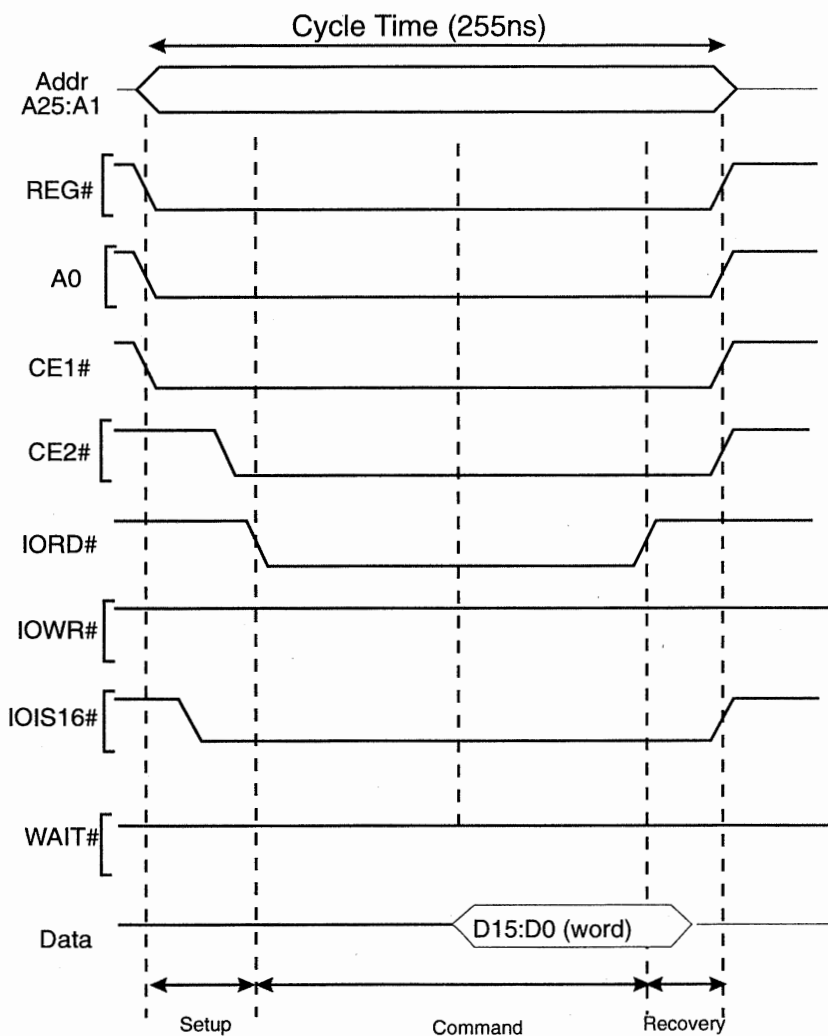 Cycle Time (255ns)
Addr
A25:A1
REG#
A0
CE1#
CE2#
IORD#
IOWR#
IOIS16#
WAIT#
Data
D15:D0 (word)
Setup
Command
Recovery